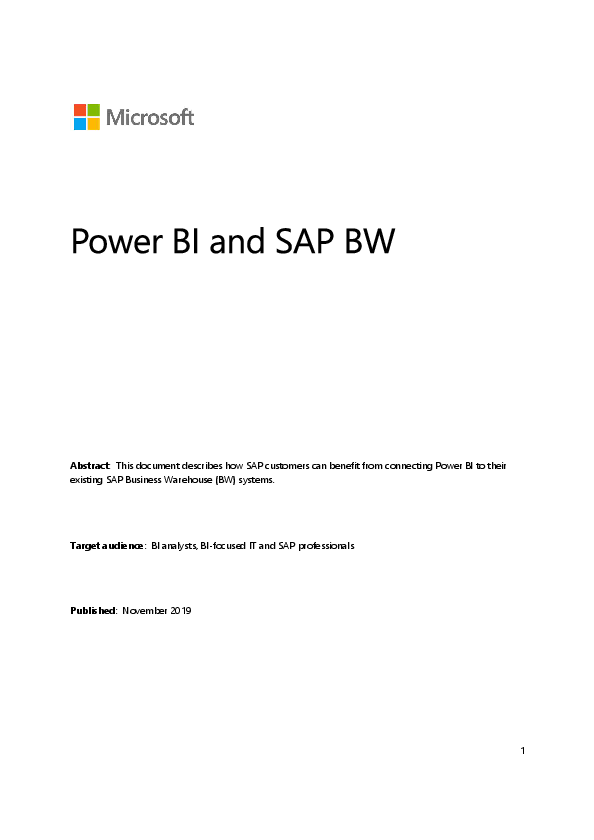 Microsoft
Power BI and SAP BW
Abstract: This document describes how SAP customers can benefit from connecting Power BI to their
existing SAP Business Warehouse (BW) systems.
Target audience: BI analysts, BI-focused IT and SAP professionals
Published: November 2019
1